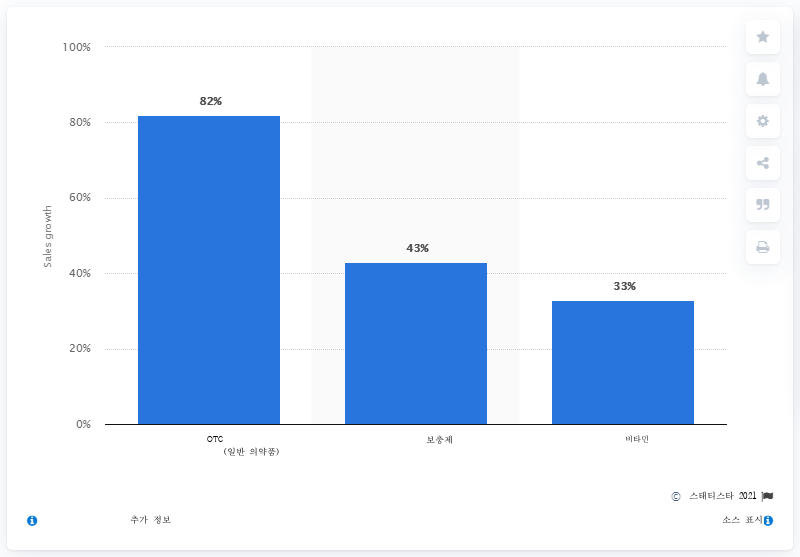 100%
82%
80%
60%
Sales growth
43%
40%
33%
20%
0%
OTC
(일반 의약품)
보충제
비타민
© 스태티스타 2021
추가 정보
소스 표시